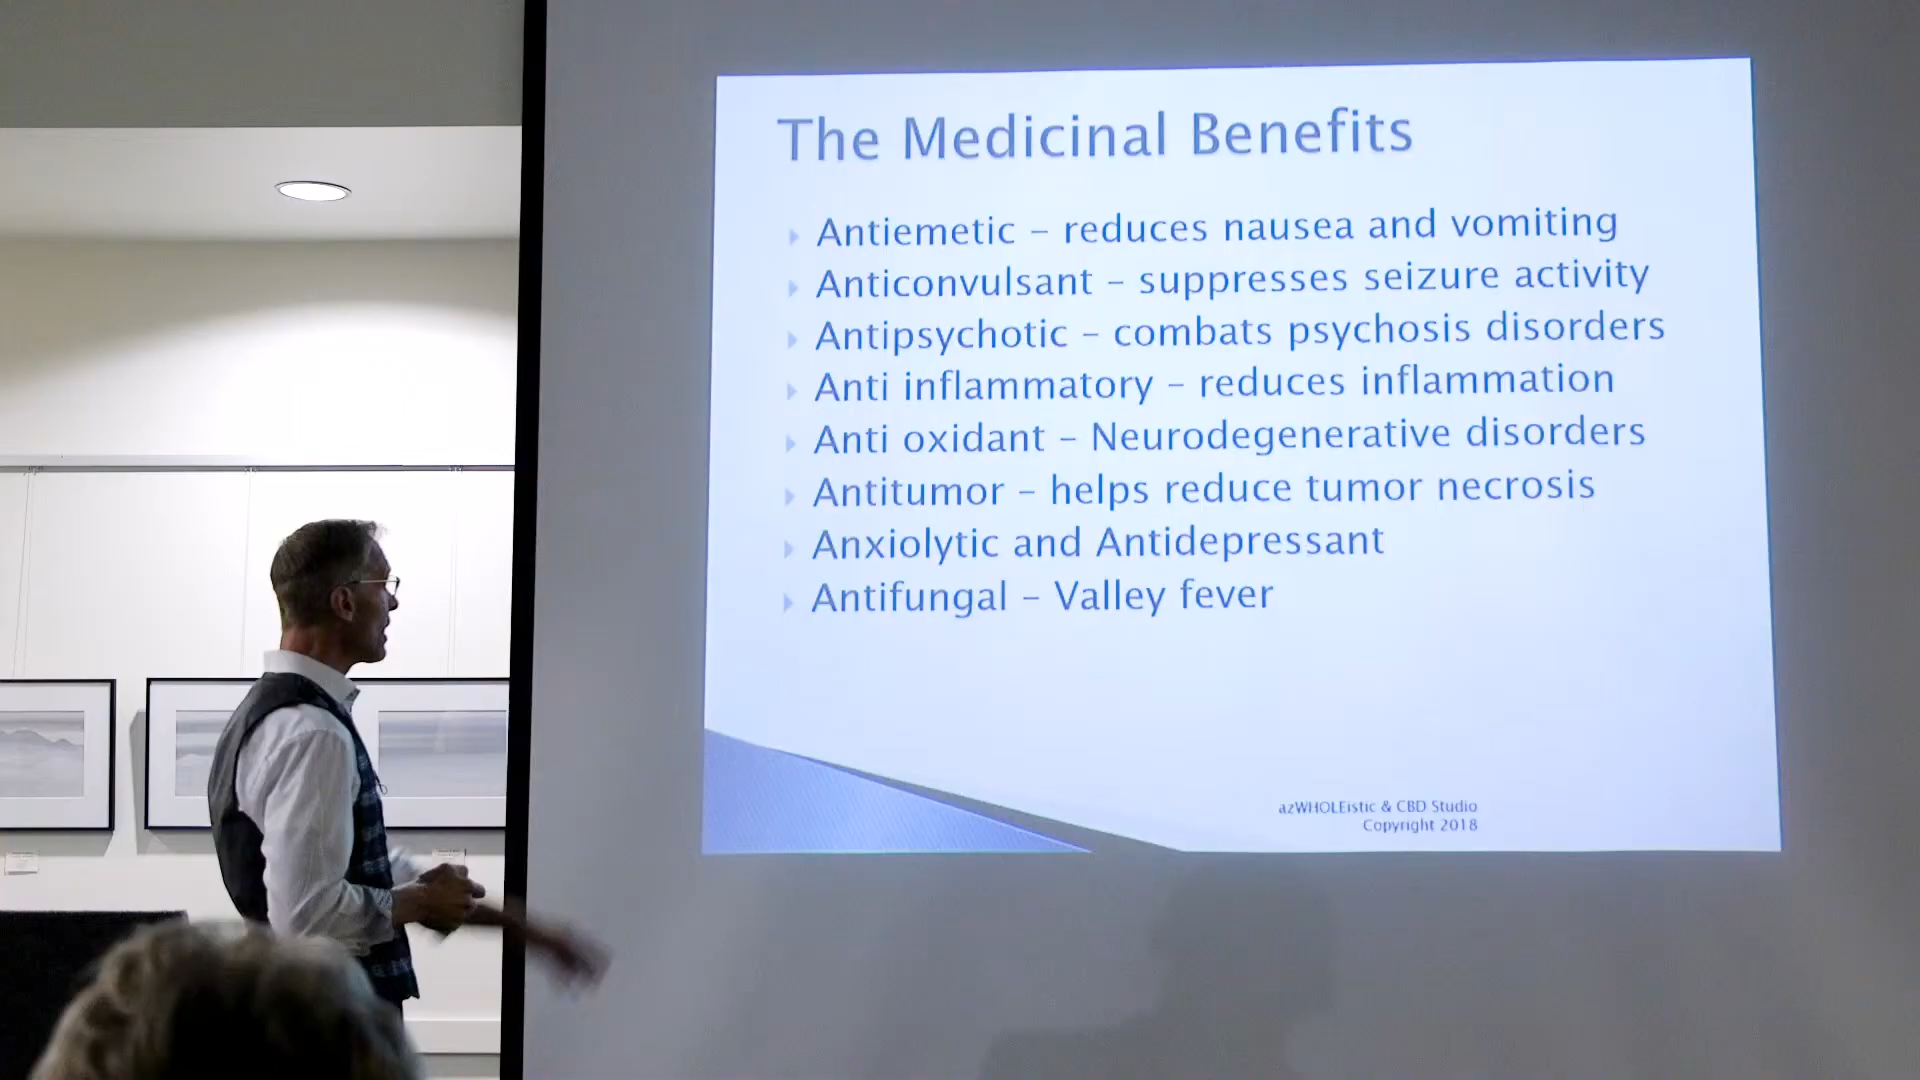 The Medicinal Benefits
Antiemetic – reduces nausea and vomiting
Anticonvulsant – suppresses seizure activity
Antipsychotic – combats psychosis disorders
Anti inflammatory – reduces inflammation
Anti oxidant – Neurodegenerative disorders
Antitumor – helps reduce tumor necrosis
Anxiolytic and Antidepressant
Antifungal – Valley fever
azWHOLEistic & CBD Studio
Copyright 2018